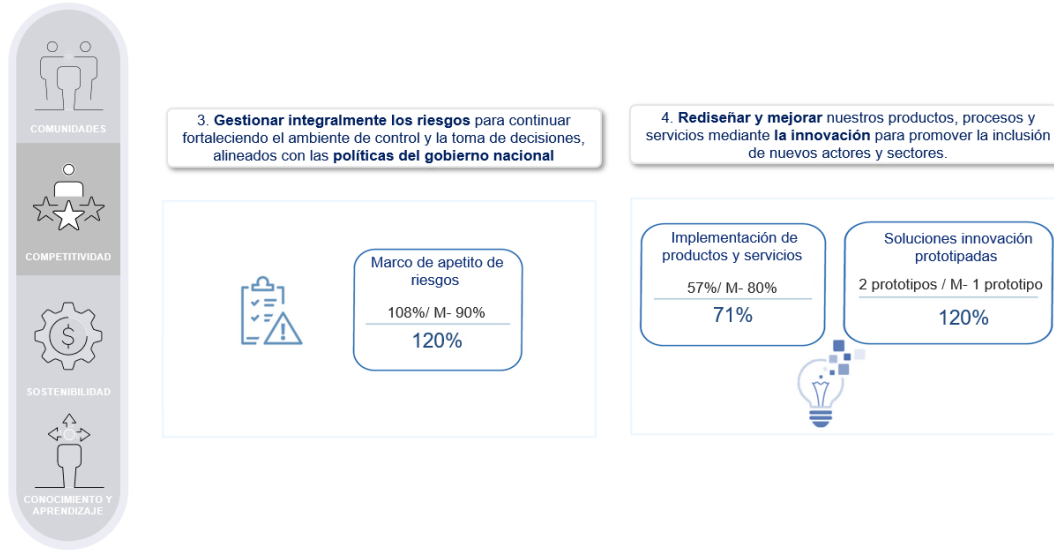 COMUNIDADES
COMPETITIVIDAD
SOSTENIBILIDAD
CONOCIMIENTO Y
APRENDIZAJE
3. Gestionar integralmente los riesgos para continuar
fortaleciendo el ambiente de control y la toma de decisiones,
alineados con las políticas del gobierno nacional
Marco de apetito de
riesgos
108%/ M- 90%
120%
4. Rediseñar y mejorar nuestros productos, procesos y
servicios mediante la innovación para promover la inclusión
de nuevos actores y sectores.
Implementación de
productos y servicios
57%/ M- 80%
71%
Soluciones innovación
prototipadas
2 prototipos / M- 1 prototipo
120%